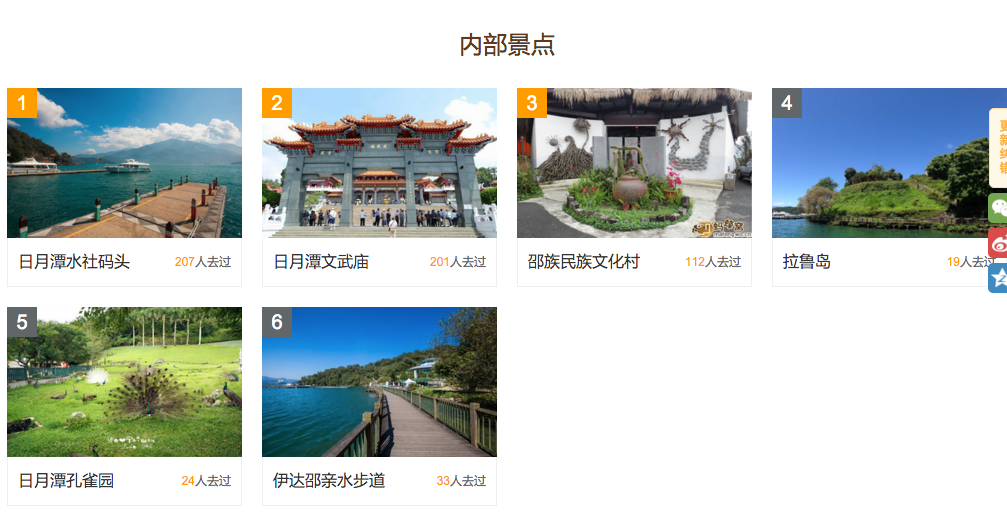 内部景点
1
2
3
4
日月潭水社码头 207人去过
日月潭文武庙 201人去过
邵族民族文化村 112人去过
拉鲁岛 19人去过
5
6
日月潭孔雀园 24人去过
伊达邵亲水步道 33人去过